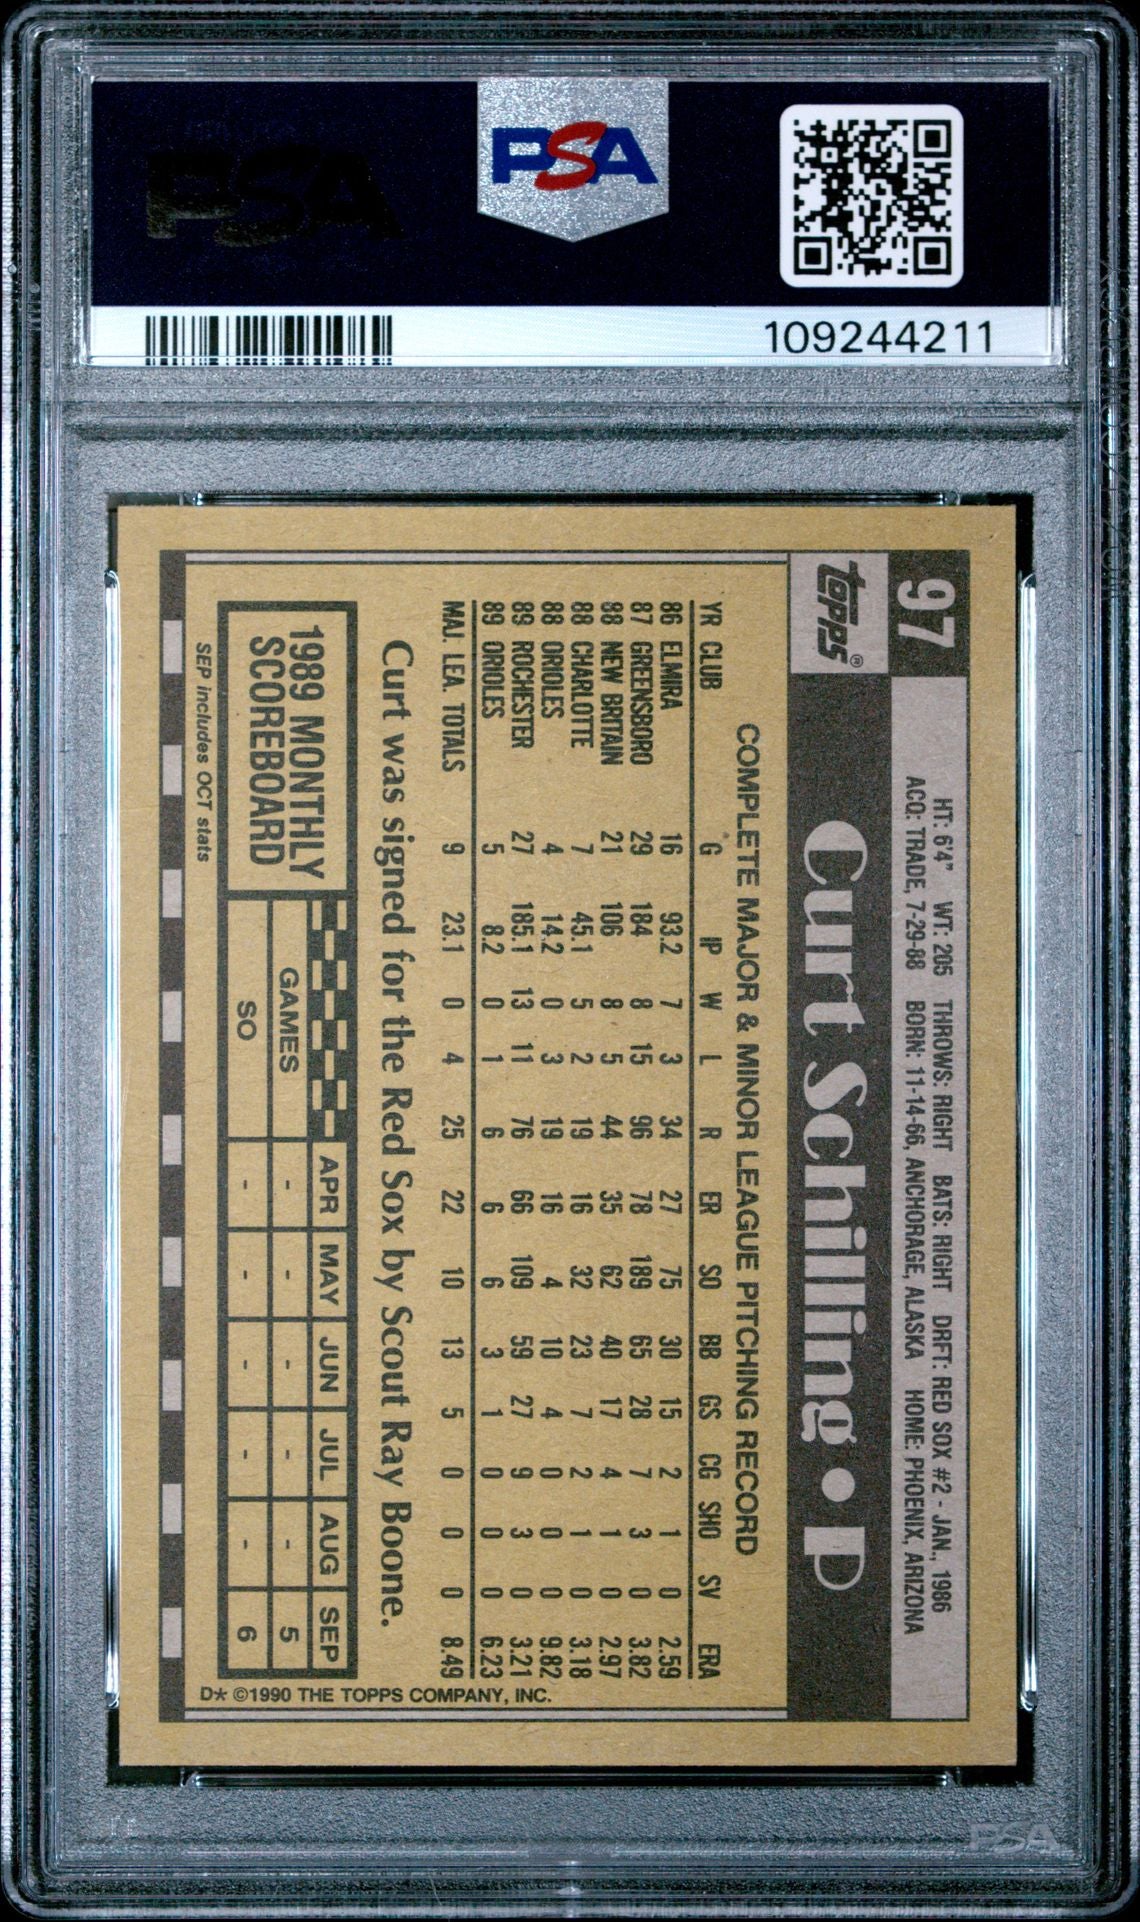 PSA
PSA
109244211
97
HT: 6'4" WT: 205 THROWS: RIGHT BATS: RIGHT DRFT: RED SOX #2 - JAN., 1986
ACQ: TRADE, 7-29-88 BORN: 11-14-66, ANCHORAGE, ALASKA HOME: PHOENIX, ARIZONA
topps®
Curt Schilling • P
COMPLETE MAJOR & MINOR LEAGUE PITCHING RECORD
YR CLUB G IP W L R ER SO BB GS CG SHO SV ERA
86 ELMIRA 16 93.2 7 3 34 27 75 30 15 2 1 0 2.59
87 GREENSBORO 29 184 8 15 96 78 189 65 28 7 3 0 3.82
88 NEW BRITAIN 21 106 8 5 44 35 62 40 17 4 1 0 2.97
88 CHARLOTTE 7 45.1 5 2 19 16 32 23 7 2 1 0 3.18
88 ORIOLES 4 14.2 0 3 19 16 4 10 4 0 0 0 9.82
89 ROCHESTER 27 185.1 13 11 76 66 109 59 27 9 3 0 3.21
89 ORIOLES 5 8.2 0 1 6 6 6 3 1 0 0 0 6.23
MAJ. LEA. TOTALS 9 23.1 0 4 25 22 10 13 5 0 0 0 8.49
Curt was signed for the Red Sox by Scout Ray Boone.
1989 MONTHLY
SCOREBOARD
APR MAY JUN JUL AUG SEP
GAMES - - - - - 5
SO - - - - - 6
SEP includes OCT stats
D* ©1990 THE TOPPS COMPANY, INC.
PSA